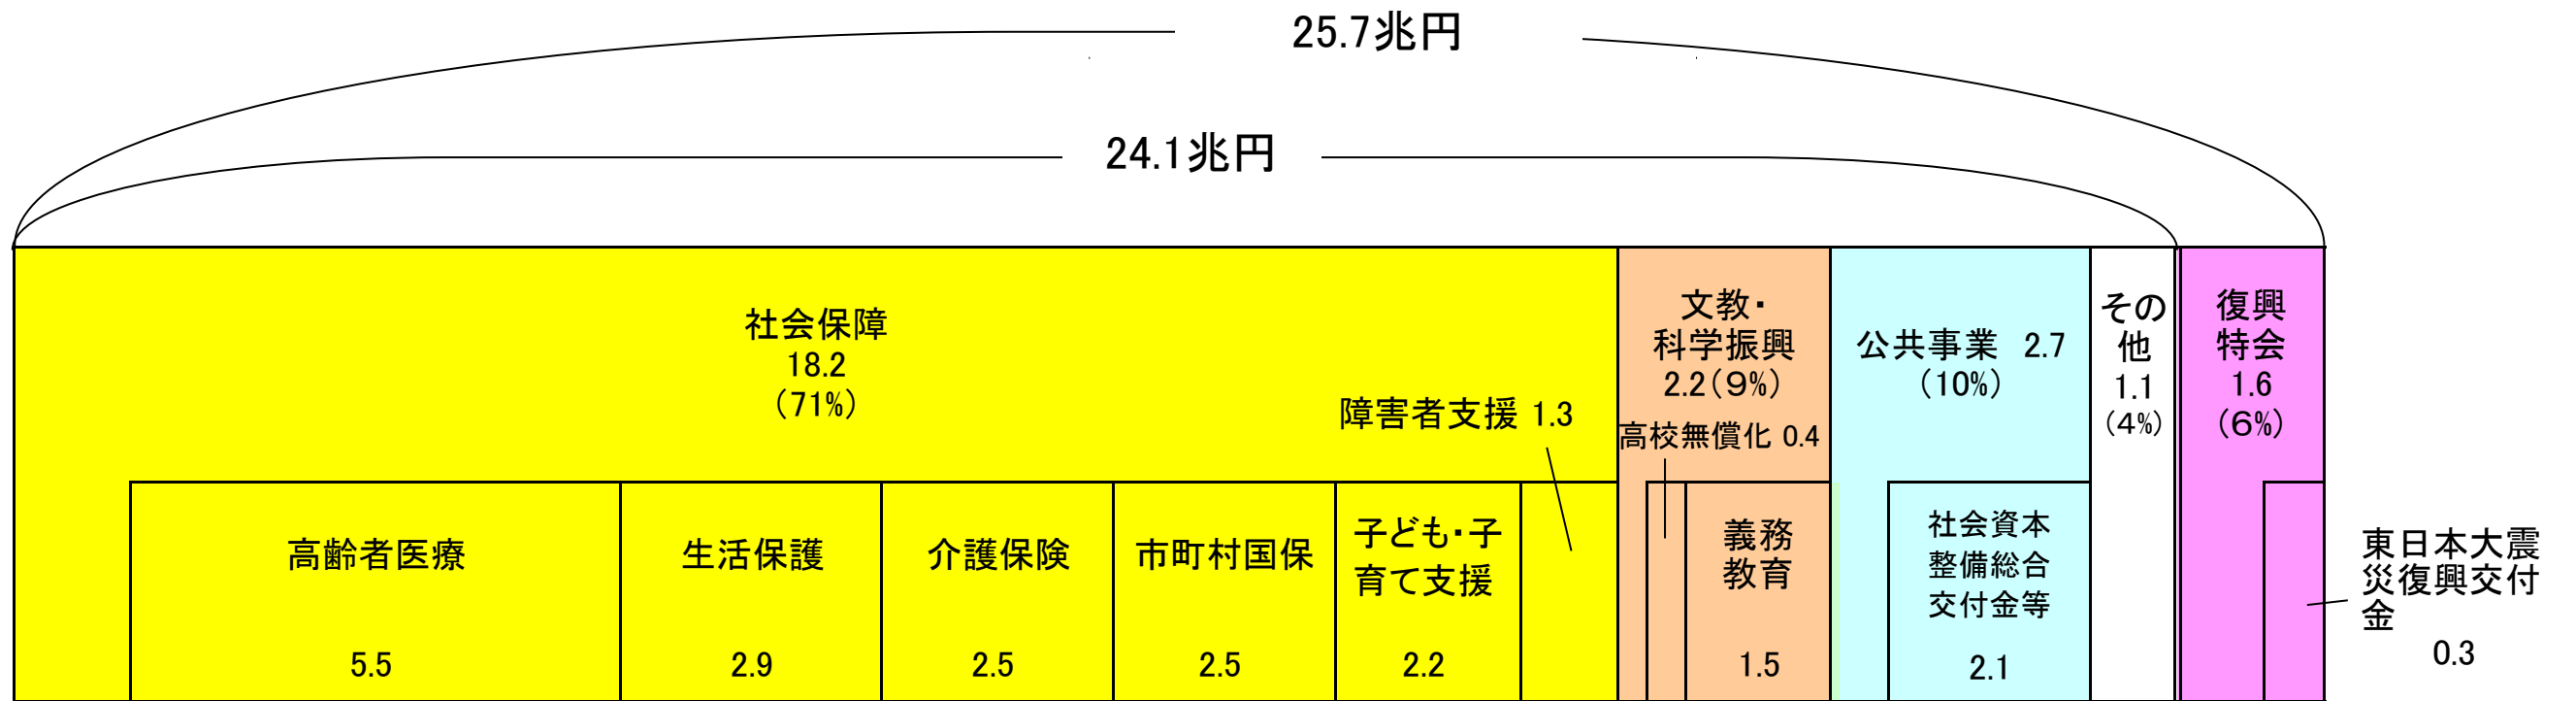 25.7兆円
24.1兆円
社会保障
18.2
(71%)
障害者支援 1.3
文教・
科学振興
2.2(9%)
高校無償化 0.4
公共事業 2.7
(10%)
その
他
1.1
(4%)
復興
特会
1.6
(6%)
高齢者医療
5.5
生活保護
2.9
介護保険
2.5
市町村国保
2.5
子ども・子
育て支援
2.2
義務
教育
1.5
社会資本
整備総合
交付金等
2.1
東日本大震
災復興交付
金
0.3